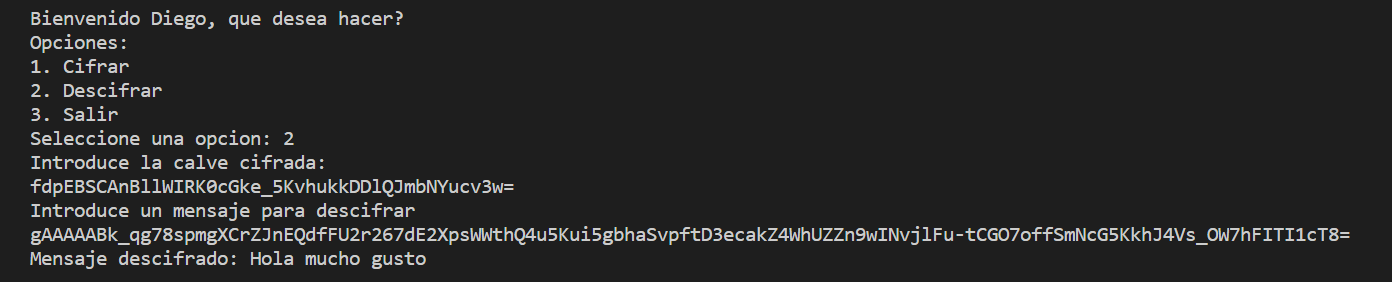 Bienvenido Diego, que desea hacer?
Opciones:
1. Cifrar
2. Descifrar
3. Salir
Seleccione una opcion: 2
Introduce la calve cifrada:
fdpEBSCAnBllWIRK0cGke_5KvhukkDDlQJmbNYucv3w=
Introduce un mensaje para descifrar
gAAAAABk_qg78spmgXCrZJnEQdfFU2r267dE2XpsWWthQ4u5Kui5gbhaSvpftD3ecakZ4WhUZZn9wINvjlFu-tCGO7offSmNcG5KkhJ4Vs_OW7hFITI1cT8=
Mensaje descifrado: Hola mucho gusto